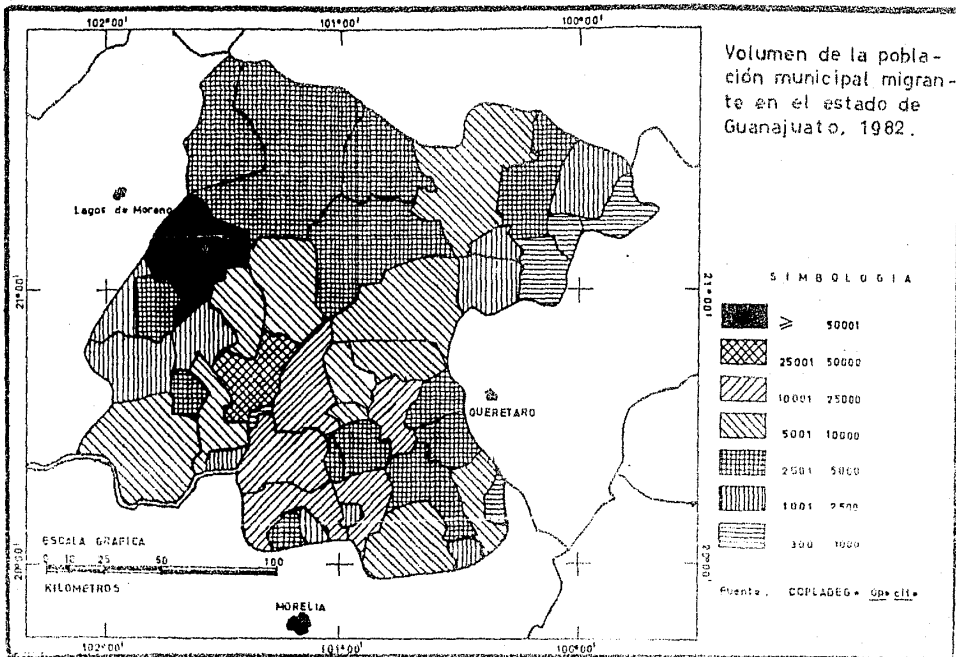 102°00'
101°00'
100°00'
Volumen de la pobla-
ción municipal migran-
te en el estado de
Guanajuato, 1982.
Lagos de Moreno
21°00'
21°00'
SIMBOLOGIA
⩾ 50001
25001 50000
10001 25000
5001 10000
2501 5000
1001 2500
300 1000
QUERETARO
ESCALA GRAFICA
0 10 25 50 100
KILOMETROS
20°00'
20°00'
MORELIA
Fuente. COPLADEG. Op. cit.
102°00'
101°00'
100°00'